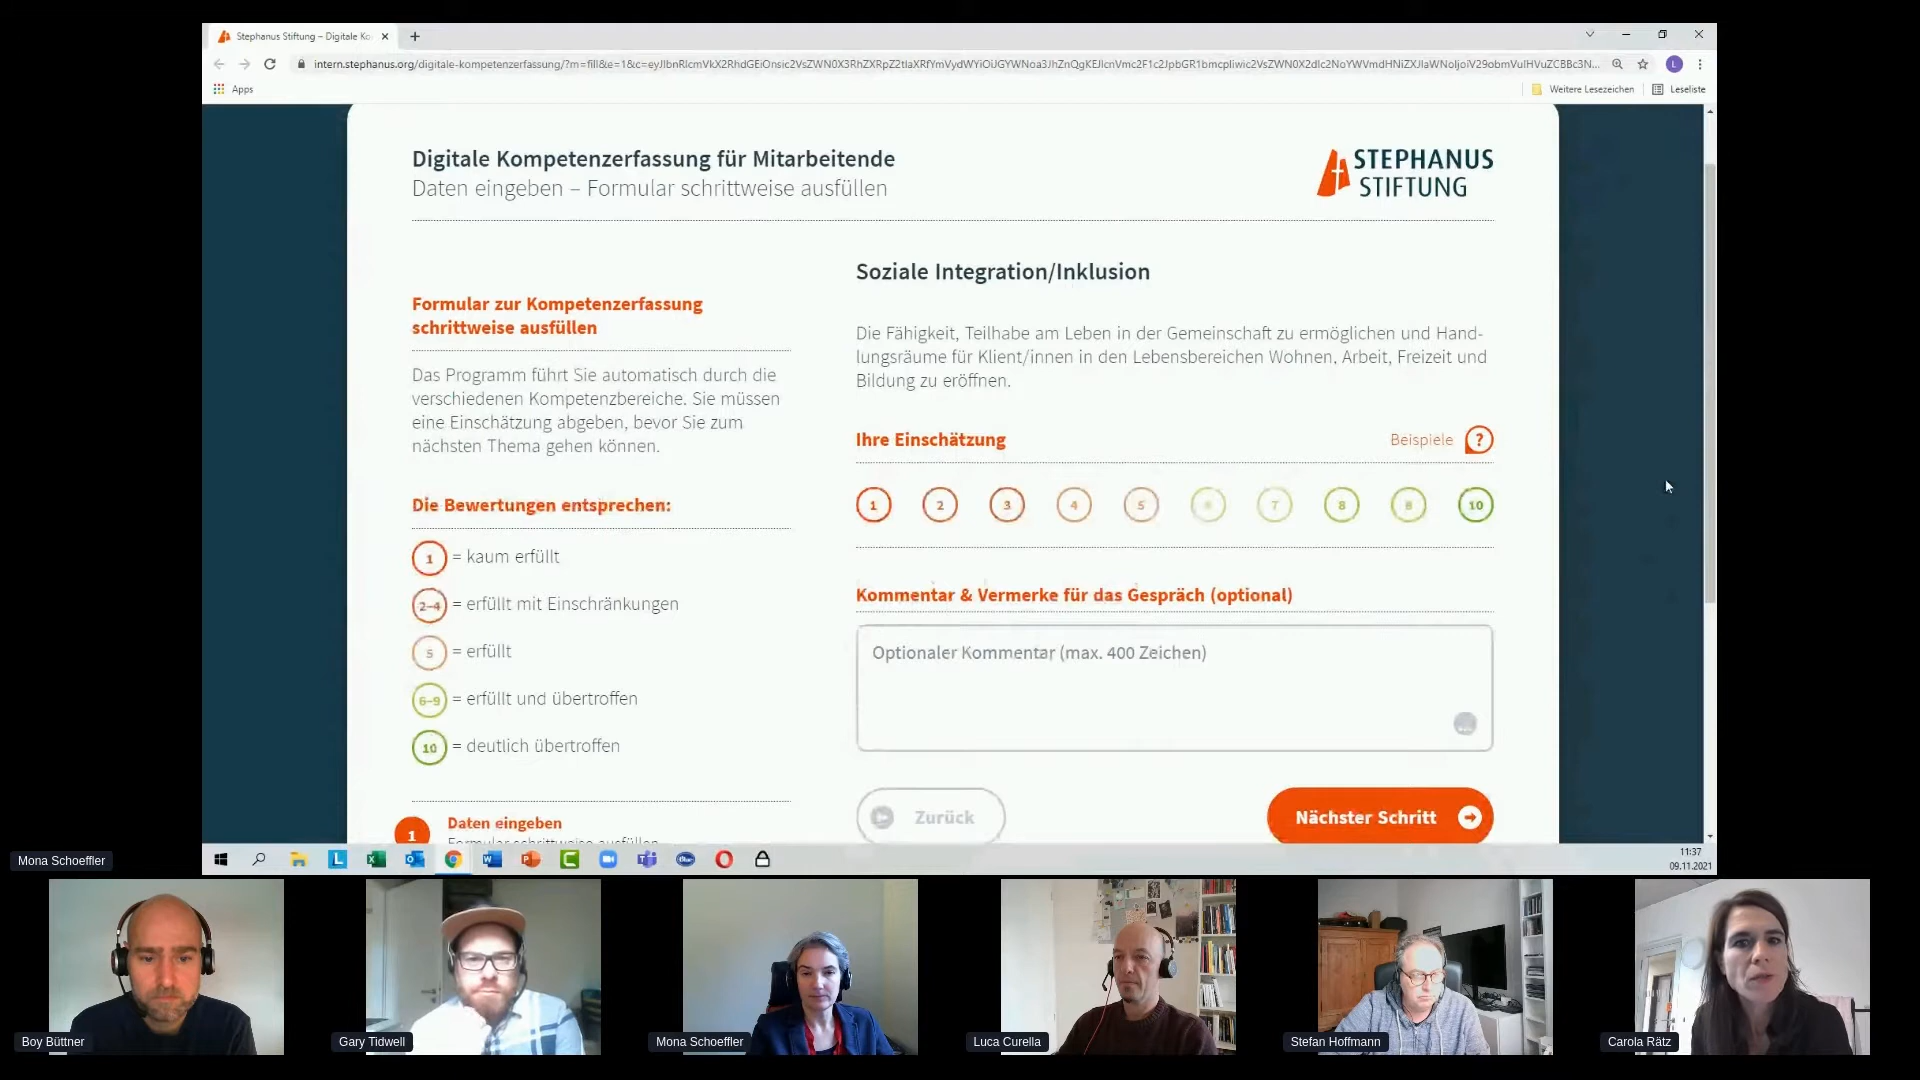 Stephanus Stiftung – Digitale Ko
intern.stephanus.org/digitale-kompetenzerfassung/
Apps
Weitere Lesezeichen
Leseliste
Digitale Kompetenzerfassung für Mitarbeitende
Daten eingeben – Formular schrittweise ausfüllen
STEPHANUS
STIFTUNG
Formular zur Kompetenzerfassung
schrittweise ausfüllen
Das Programm führt Sie automatisch durch die
verschiedenen Kompetenzbereiche. Sie müssen
eine Einschätzung abgeben, bevor Sie zum
nächsten Thema gehen können.
Die Bewertungen entsprechen:
1 = kaum erfüllt
2–4 = erfüllt mit Einschränkungen
5 = erfüllt
6–9 = erfüllt und übertroffen
10 = deutlich übertroffen
1 Daten eingeben
Formular schrittweise ausfüllen
Soziale Integration/Inklusion
Die Fähigkeit, Teilhabe am Leben in der Gemeinschaft zu ermöglichen und Hand-
lungsräume für Klient/innen in den Lebensbereichen Wohnen, Arbeit, Freizeit und
Bildung zu eröffnen.
Ihre Einschätzung
Beispiele ?
1 2 3 4 5 7 8 10
Kommentar & Vermerke für das Gespräch (optional)
Optionaler Kommentar (max. 400 Zeichen)
Zurück
Nächster Schritt
11:37
09.11.2021
Mona Schoeffler
Boy Büttner
Gary Tidwell
Mona Schoeffler
Luca Curella
Stefan Hoffmann
Carola Rätz